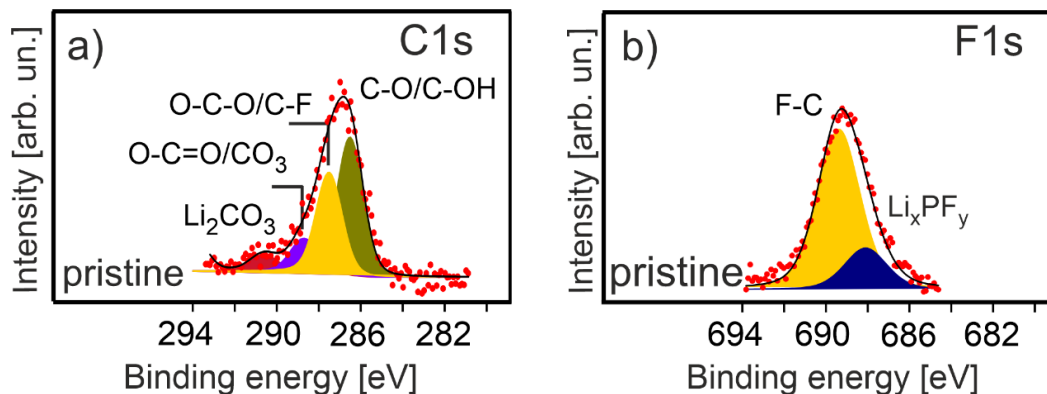 a)
C1s
Intensity [arb. un.]
O-C-O/C-F
C-O/C-OH
O-C=O/CO₃
Li₂CO₃
pristine
294 290 286 282
Binding energy [eV]
b)
F1s
Intensity [arb. un.]
F-C
LiₓPFᵧ
pristine
694 690 686 682
Binding energy [eV]